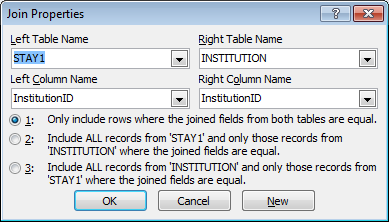 Join Properties
Left Table Name Right Table Name
STAY1 INSTITUTION
Left Column Name Right Column Name
InstitutionID InstitutionID
1: Only include rows where the joined fields from both tables are equal.
2: Include ALL records from 'STAY1' and only those records from
'INSTITUTION' where the joined fields are equal.
3: Include ALL records from 'INSTITUTION' and only those records from
'STAY1' where the joined fields are equal.
OK Cancel New